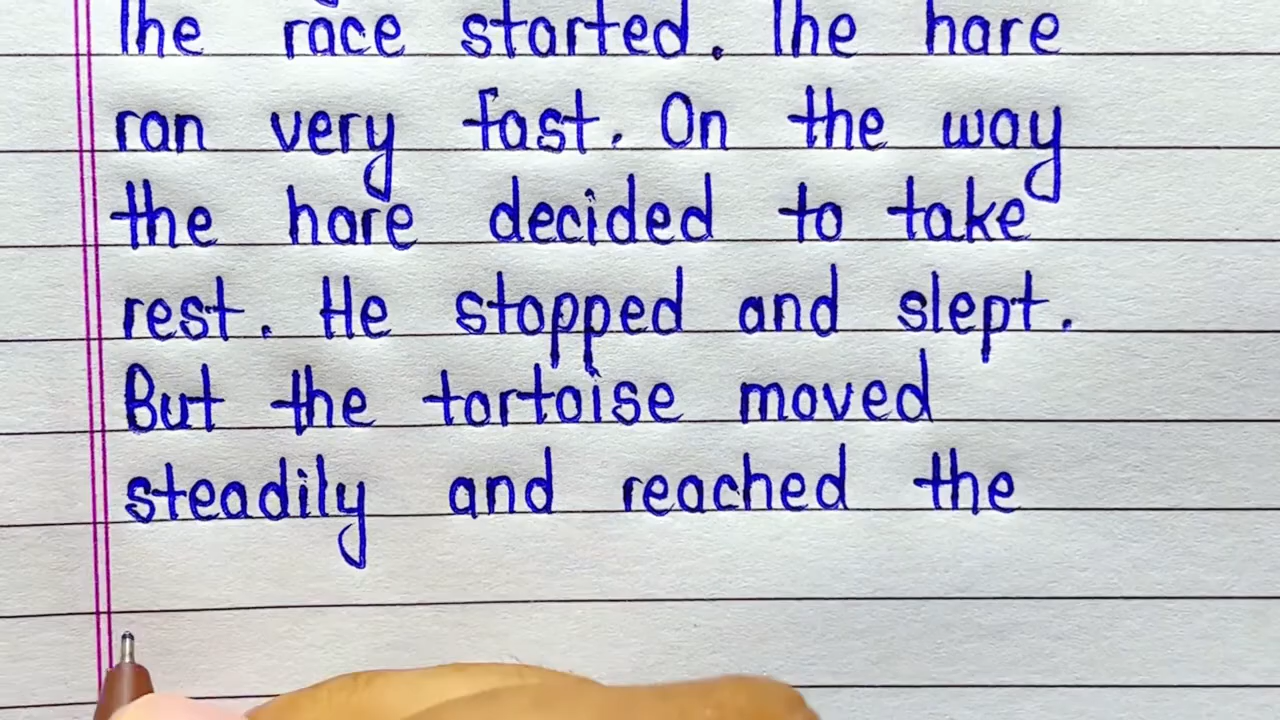 The race started. The hare
ran very fast. On the way
the hare decided to take
rest. He stopped and slept.
But the tortoise moved
steadily and reached the